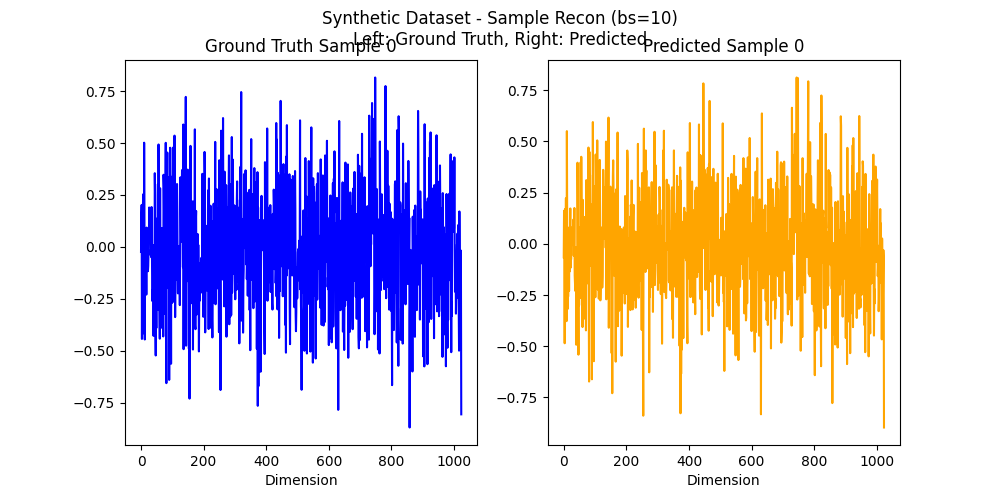 Synthetic Dataset - Sample Recon (bs=10)
Left: Ground Truth, Right: Predicted
Ground Truth Sample 0
Predicted Sample 0
0.75
0.50
0.25
0.00
−0.25
−0.50
−0.75
0 200 400 600 800 1000
Dimension
0.75
0.50
0.25
0.00
−0.25
−0.50
−0.75
0 200 400 600 800 1000
Dimension